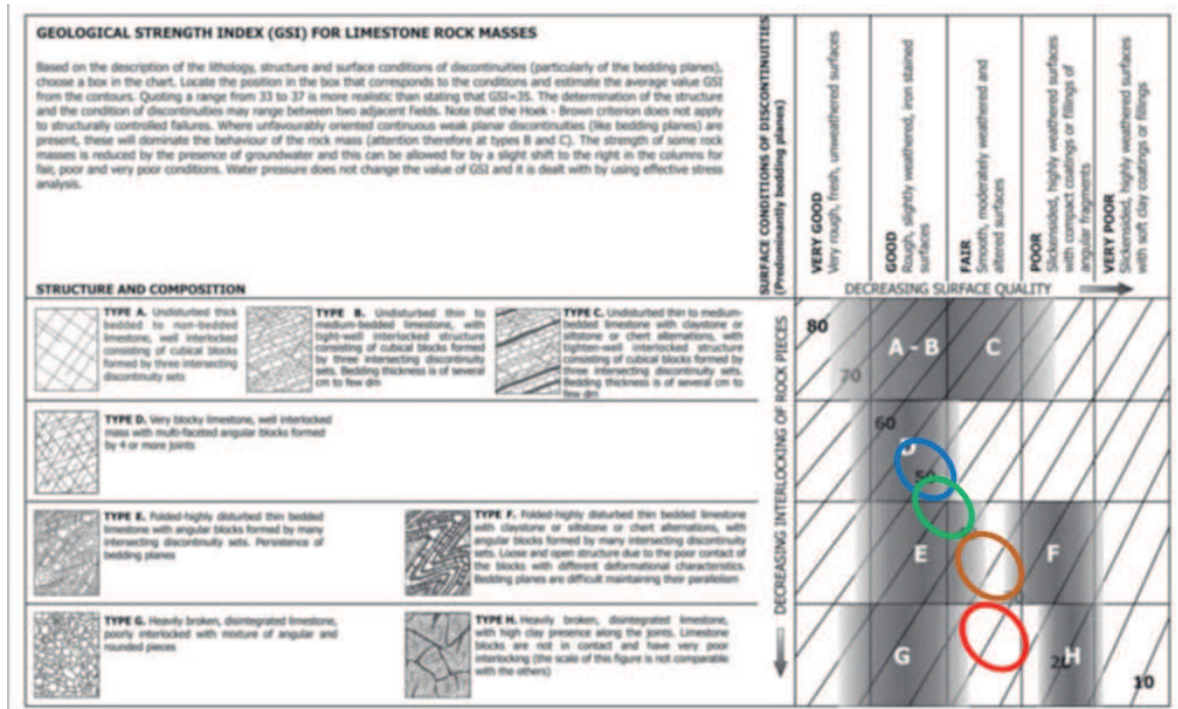 GEOLOGICAL STRENGTH INDEX (GSI) FOR LIMESTONE ROCK MASSES
Based on the description of the lithology, structure and surface conditions of discontinuities (particularly of the bedding planes),
choose a box in the chart. Locate the position in the box that corresponds to the conditions and estimate the average value GSI
from the contours. Quoting a range from 33 to 37 is more realistic than stating that GSI=35. The determination of the structure
and the condition of discontinuities may range between two adjacent fields. Note that the Hoek - Brown criterion does not apply
to structurally controlled failures. Where unfavourably oriented continuous weak planar discontinuities (like bedding planes) are
present, these will dominate the behaviour of the rock mass (attention therefore at types B and C). The strength of some rock
masses is reduced by the presence of groundwater and this can be allowed for by a slight shift to the right in the columns for
fair, poor and very poor conditions. Water pressure does not change the value of GSI and it is dealt with by using effective stress
analysis.
SURFACE CONDITIONS OF DISCONTINUITIES
(Predominantly bedding planes)
VERY GOOD
Very rough, fresh, unweathered surfaces
GOOD
Rough, slightly weathered, iron stained
surfaces
FAIR
Smooth, moderately weathered and
altered surfaces
POOR
Slickensided, highly weathered surfaces
with compact coatings or fillings of
angular fragments
VERY POOR
Slickensided, highly weathered surfaces
with soft clay coatings or fillings
STRUCTURE AND COMPOSITION
DECREASING SURFACE QUALITY
TYPE A. Undisturbed thick
bedded to non-bedded
limestone, well interlocked
consisting of cubical blocks
formed by three intersecting
discontinuity sets
TYPE B. Undisturbed thin to
medium-bedded limestone, with
tight-well interlocked structure
consisting of cubical blocks formed
by three intersecting discontinuity
sets. Bedding thickness is of several
cm to few dm
TYPE C. Undisturbed thin to medium-
bedded limestone with claystone or
siltstone or chert alternations, with
tighten-well interlocked structure
consisting of cubical blocks formed by
three intersecting discontinuity sets.
Bedding thickness is of several cm to
few dm
DECREASING INTERLOCKING OF ROCK PIECES
80
A - B
C
70
TYPE D. Very blocky limestone, well interlocked
mass with multi-faceted angular blocks formed
by 4 or more joints
60
D
50
TYPE E. Folded-highly disturbed thin bedded
limestone with angular blocks formed by many
intersecting discontinuity sets. Persistence of
bedding planes
TYPE F. Folded-highly disturbed thin bedded limestone
with claystone or siltstone or chert alternations, with
angular blocks formed by many intersecting discontinuity
sets. Loose and open structure due to the poor contact of
the blocks with different deformational characteristics.
Bedding planes are difficult maintaining their parallelism
E
F
TYPE G. Heavily broken, disintegrated limestone,
poorly interlocked with mixture of angular and
rounded pieces
TYPE H. Heavily broken, disintegrated limestone,
with high clay presence along the joints. Limestone
blocks are not in contact and have very poor
interlocking (the scale of this figure is not comparable
with the others)
G
20
H
10